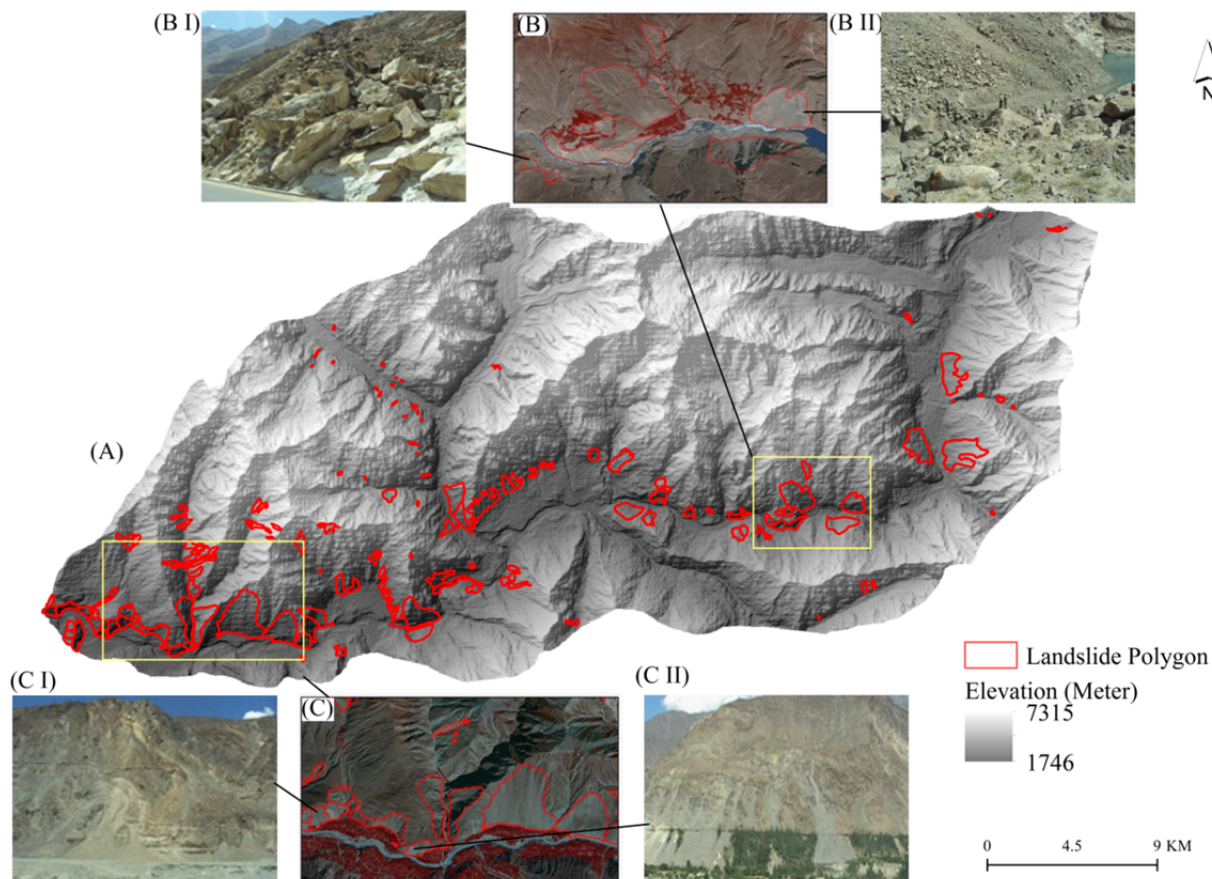 (B I)
(B)
(B II)
N
(A)
Landslide Polygon
Elevation (Meter)
7315
1746
(C I)
(C)
(C II)
0 4.5 9 KM